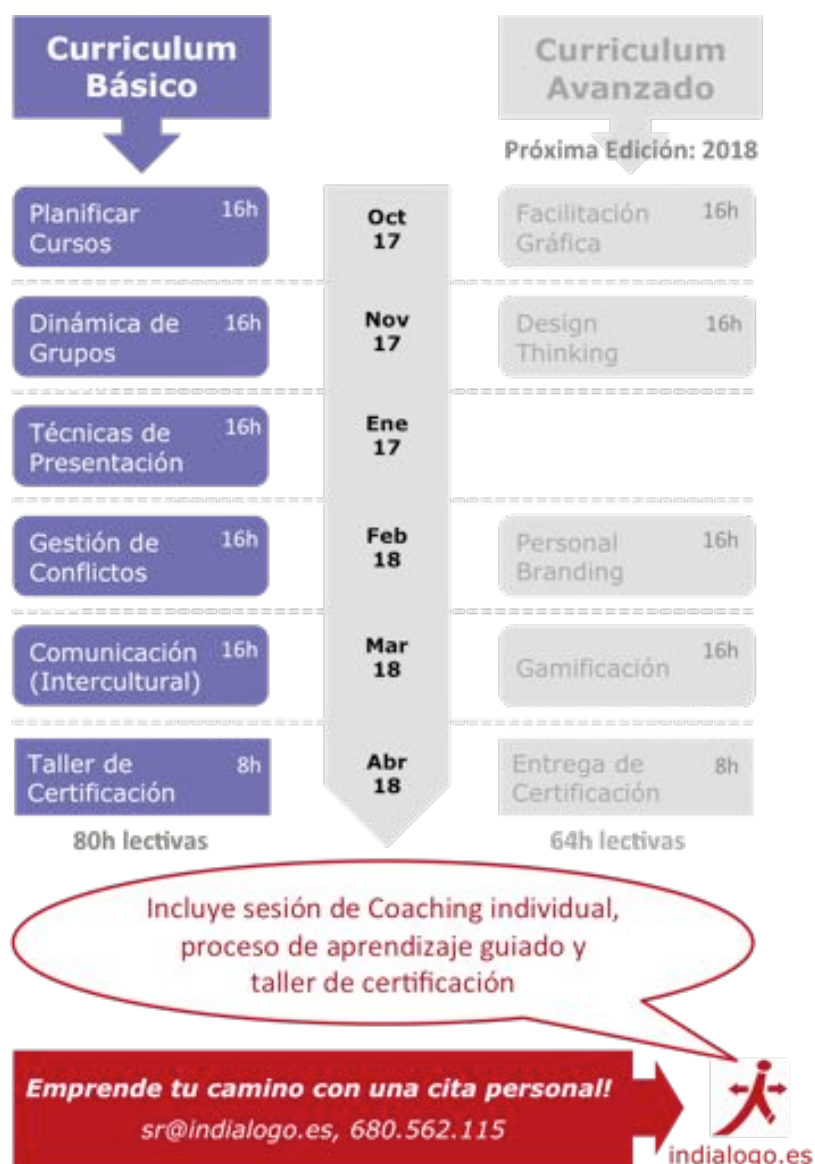 Curriculum
Básico
Curriculum
Avanzado
Próxima Edición: 2018
Planificar
Cursos
16h
Oct
17
Facilitación
Gráfica
16h
Dinámica de
Grupos
16h
Nov
17
Design
Thinking
16h
Técnicas de
Presentación
16h
Ene
17
Gestión de
Conflictos
16h
Feb
18
Personal
Branding
16h
Comunicación
(Intercultural)
16h
Mar
18
Gamificación
16h
Taller de
Certificación
8h
Abr
18
Entrega de
Certificación
8h
80h lectivas
64h lectivas
Incluye sesión de Coaching individual,
proceso de aprendizaje guiado y
taller de certificación
Emprende tu camino con una cita personal!
sr@indialogo.es, 680.562.115
indialogo.es